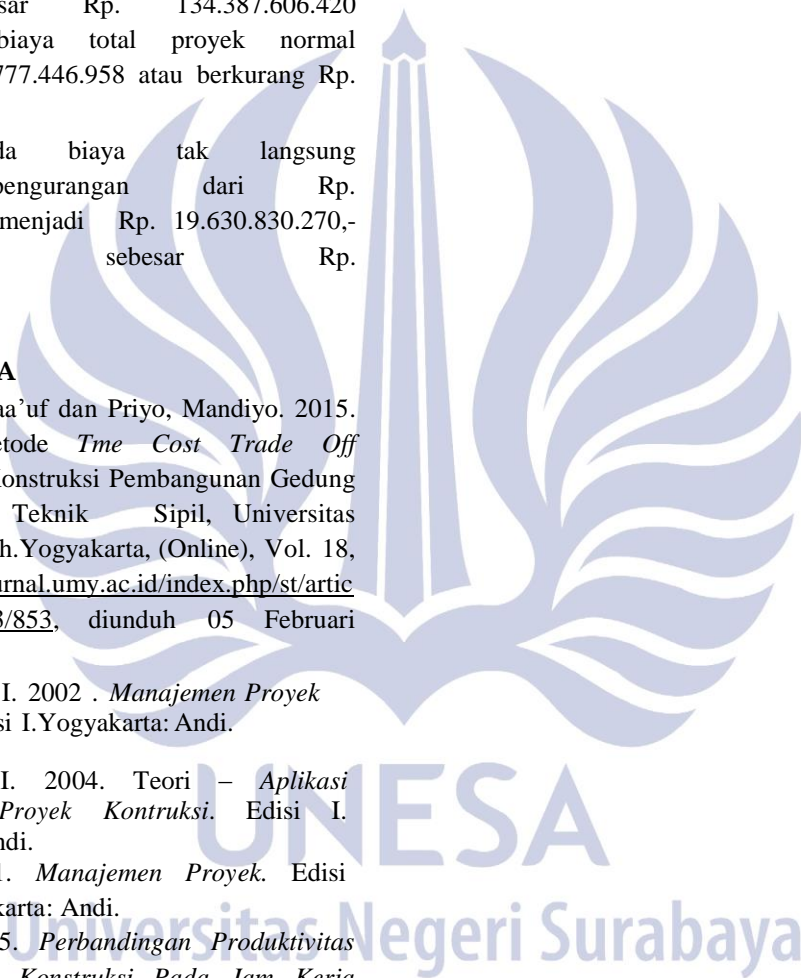 sar Rp. 134.387.606.420
biaya total proyek normal
777.446.958 atau berkurang Rp.
da biaya tak langsung
pengurangan dari Rp.
menjadi Rp. 19.630.830.270,-
sebesar Rp.
A
aa’uf dan Priyo, Mandiyo. 2015.
etode Tme Cost Trade Off
Konstruksi Pembangunan Gedung
Teknik Sipil, Universitas
h.Yogyakarta, (Online), Vol. 18,
urnal.umy.ac.id/index.php/st/artic
3/853, diunduh 05 Februari
I. 2002 . Manajemen Proyek
si I.Yogyakarta: Andi.
I. 2004. Teori – Aplikasi
Proyek Kontruksi. Edisi I.
ndi.
1. Manajemen Proyek. Edisi
karta: Andi.
5. Perbandingan Produktivitas
Konstruksi Pada Jam Kerja
UNESA
Universitas Negeri Surabaya